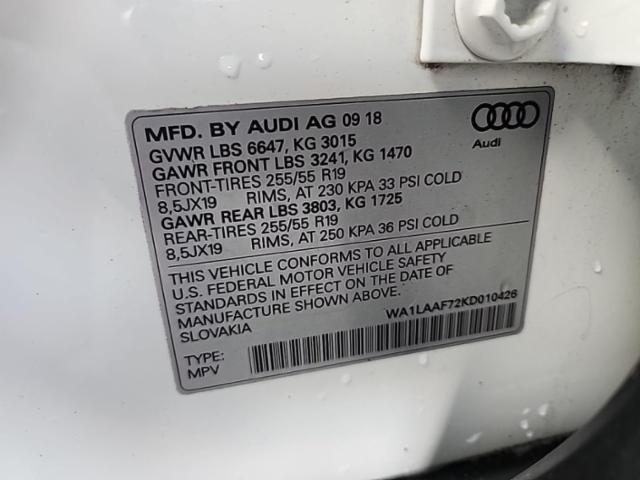 MFD. BY AUDI AG 09 18
GVWR LBS 6647, KG 3015
GAWR FRONT LBS 3241, KG 1470
FRONT-TIRES 255/55 R19
8,5JX19 RIMS, AT 230 KPA 33 PSI COLD
GAWR REAR LBS 3803, KG 1725
REAR-TIRES 255/55 R19
8,5JX19 RIMS, AT 250 KPA 36 PSI COLD
THIS VEHICLE CONFORMS TO ALL APPLICABLE
U.S. FEDERAL MOTOR VEHICLE SAFETY
STANDARDS IN EFFECT ON THE DATE OF
MANUFACTURE SHOWN ABOVE.
SLOVAKIA
Audi
WA1LAAF72KD010426
TYPE:
MPV